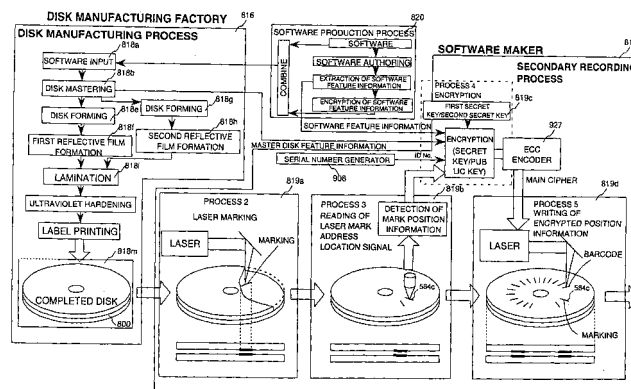 DISK MANUFACTURING FACTORY
DISK MANUFACTURING PROCESS
816
818a
SOFTWARE INPUT
818b
DISK MASTERING
818e
DISK FORMING
818g
DISK FORMING
818f
FIRST REFLECTIVE FILM
FORMATION
818h
SECOND REFLECTIVE
FILM FORMATION
818i
LAMINATION
ULTRAVIOLET HARDENING
LABEL PRINTING
818m
COMPLETED DISK
800
820
SOFTWARE PRODUCTION PROCESS
SOFTWARE
SOFTWARE AUTHORING
EXTRACTION OF SOFTWARE
FEATURE INFORMATION
ENCRYPTION OF SOFTWARE
FEATURE INFORMATION
COMBINE
SOFTWARE FEATURE INFORMATION
MASTER DISK FEATURE INFORMATION
SERIAL NUMBER GENERATOR
908
ID No.
SOFTWARE MAKER
SECONDARY RECORDING
PROCESS
PROCESS 4
ENCRYPTION
819c
FIRST SECRET
KEY/SECOND SECRET KEY
ENCRYPTION
(SECRET
KEY/PUB
LIC KEY)
927
ECC
ENCODER
MAIN CIPHER
819a
PROCESS 2
LASER MARKING
LASER
MARKING
819b
PROCESS 3
READING OF
LASER MARK
ADDRESS
LOCATION SIGNAL
DETECTION OF
MARK POSITION
INFORMATION
584c
819d
PROCESS 5
WRITING OF
ENCRYPTED POSITION
INFORMATION
LASER
BARCODE
584c
MARKING